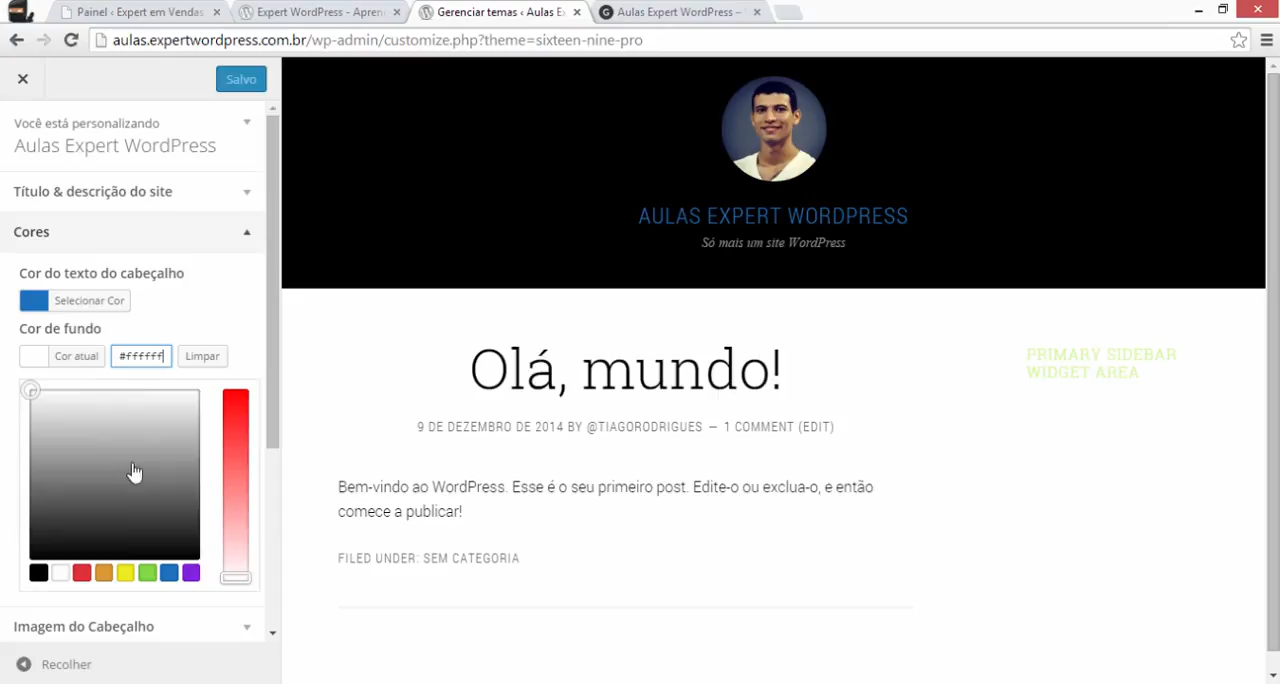 Painel ‹ Expert em Vendas
Expert WordPress - Apren
Gerenciar temas ‹ Aulas E
Aulas Expert WordPress –
aulas.expertwordpress.com.br/wp-admin/customize.php?theme=sixteen-nine-pro
Salvo
Você está personalizando
Aulas Expert WordPress
Título & descrição do site
Cores
Cor do texto do cabeçalho
Selecionar Cor
Cor de fundo
Cor atual
#ffffff
Limpar
Imagem do Cabeçalho
Recolher
AULAS EXPERT WORDPRESS
Só mais um site WordPress
Olá, mundo!
9 DE DEZEMBRO DE 2014 BY @TIAGORODRIGUES — 1 COMMENT (EDIT)
Bem-vindo ao WordPress. Esse é o seu primeiro post. Edite-o ou exclua-o, e então
comece a publicar!
FILED UNDER: SEM CATEGORIA
PRIMARY SIDEBAR
WIDGET AREA